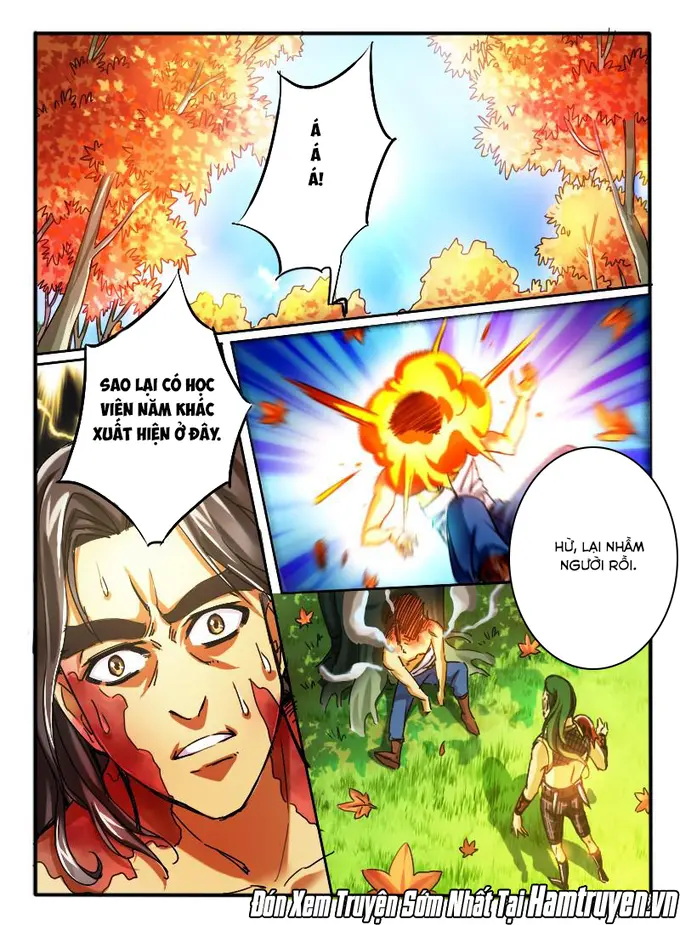 Á
Á
Á!
SAO LẠI CÓ HỌC
VIÊN NĂM KHÁC
XUẤT HIỆN Ở ĐÂY.
HỪ, LẠI NHẦM
NGƯỜI RỒI.
Đón Xem Truyện Sớm Nhất Tại Hamtruyen.vn